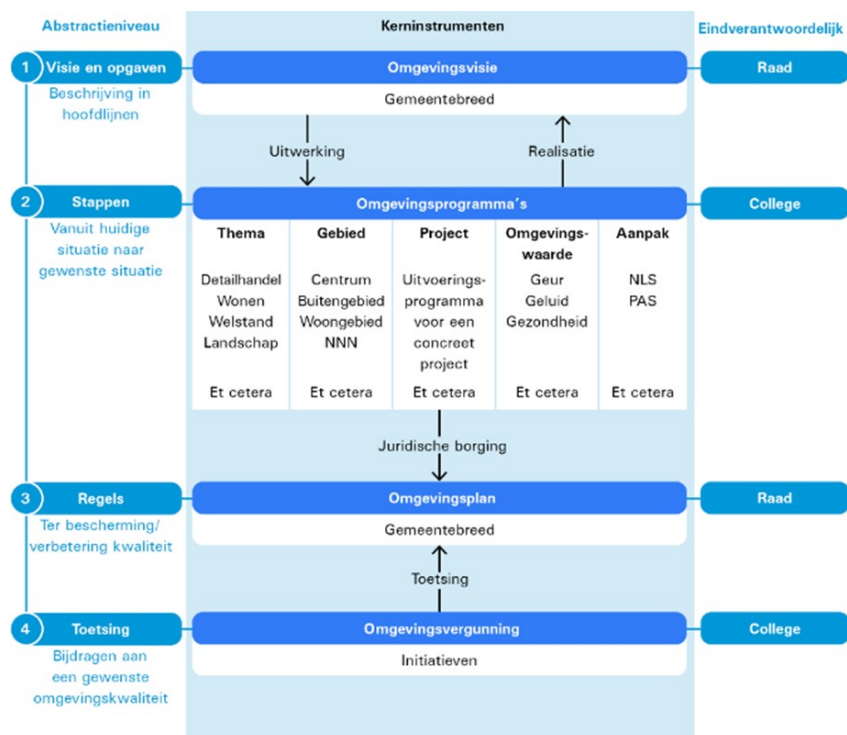 Abstractieniveau
Kerninstrumenten
Eindverantwoordelijk
1
Visie en opgaven
Omgevingsvisie
Raad
Beschrijving in
hoofdlijnen
Gemeentebreed
Uitwerking
Realisatie
2
Stappen
Omgevingsprogramma's
College
Vanuit huidige
situatie naar
gewenste situatie
Thema
Detailhandel
Wonen
Welstand
Landschap
Et cetera
Gebied
Centrum
Buitengebied
Woongebied
NNN
Et cetera
Project
Uitvoerings-
programma
voor een
concreet
project
Et cetera
Omgevings-
waarde
Geur
Geluid
Gezondheid
Et cetera
Aanpak
NLS
PAS
Et cetera
Juridische borging
3
Regels
Omgevingsplan
Raad
Ter bescherming/
verbetering kwaliteit
Gemeentebreed
Toetsing
4
Toetsing
Omgevingsvergunning
College
Bijdragen aan
een gewenste
omgevingskwaliteit
Initiatieven